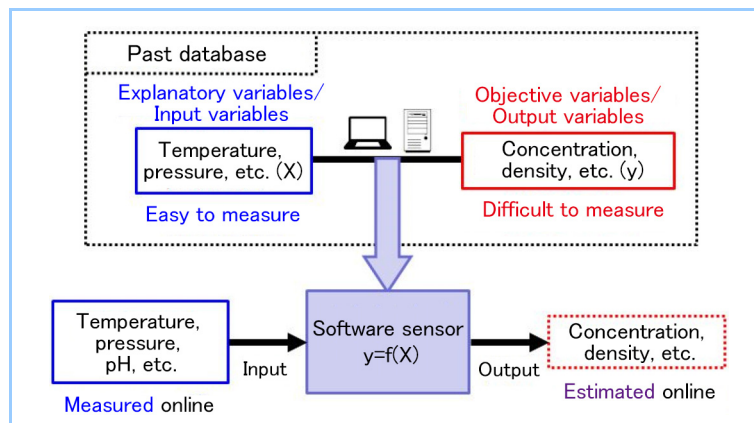 Past database
Explanatory variables/
Input variables
Temperature,
pressure, etc. (X)
Easy to measure
Objective variables/
Output variables
Concentration,
density, etc. (y)
Difficult to measure
Temperature,
pressure,
pH, etc.
Measured online
Input
Software sensor
y=f(X)
Output
Concentration,
density, etc.
Estimated online